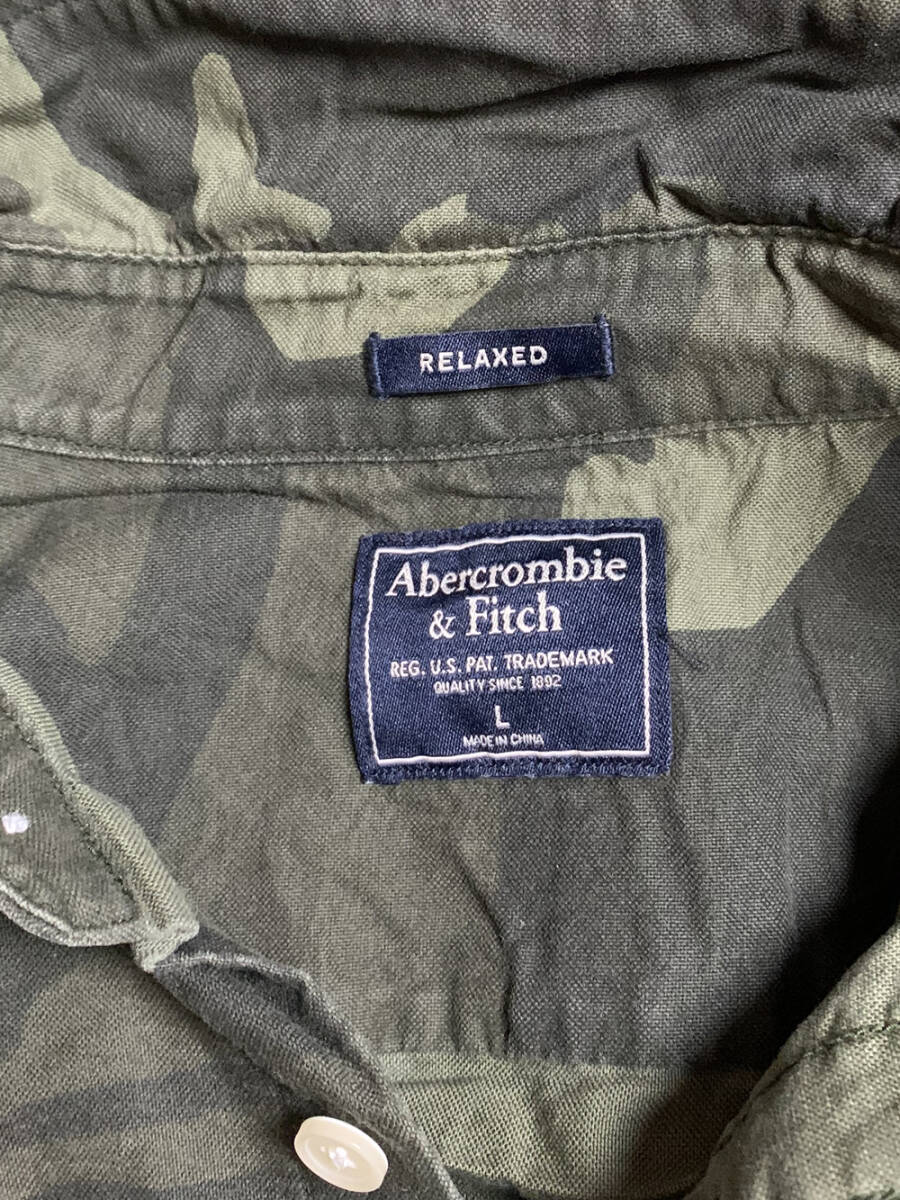 RELAXED
Abercrombie
& Fitch
REG. U.S. PAT. TRADEMARK
QUALITY SINCE 1892
L
MADE IN CHINA